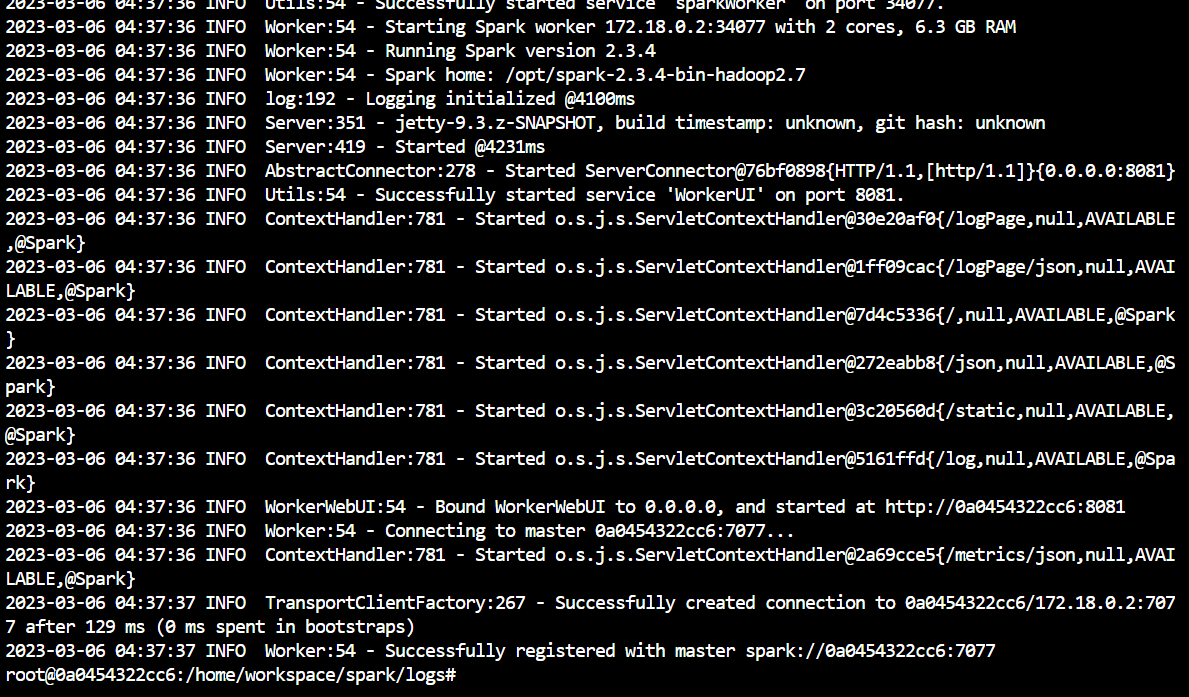 2023-03-06 04:37:36 INFO  Utils:54 - Successfully started service 'sparkWorker' on port 34077.
2023-03-06 04:37:36 INFO  Worker:54 - Starting Spark worker 172.18.0.2:34077 with 2 cores, 6.3 GB RAM
2023-03-06 04:37:36 INFO  Worker:54 - Running Spark version 2.3.4
2023-03-06 04:37:36 INFO  Worker:54 - Spark home: /opt/spark-2.3.4-bin-hadoop2.7
2023-03-06 04:37:36 INFO  log:192 - Logging initialized @4100ms
2023-03-06 04:37:36 INFO  Server:351 - jetty-9.3.z-SNAPSHOT, build timestamp: unknown, git hash: unknown
2023-03-06 04:37:36 INFO  Server:419 - Started @4231ms
2023-03-06 04:37:36 INFO  AbstractConnector:278 - Started ServerConnector@76bf0898{HTTP/1.1,[http/1.1]}{0.0.0.0:8081}
2023-03-06 04:37:36 INFO  Utils:54 - Successfully started service 'WorkerUI' on port 8081.
2023-03-06 04:37:36 INFO  ContextHandler:781 - Started o.s.j.s.ServletContextHandler@30e20af0{/logPage,null,AVAILABLE
,@Spark}
2023-03-06 04:37:36 INFO  ContextHandler:781 - Started o.s.j.s.ServletContextHandler@1ff09cac{/logPage/json,null,AVAI
LABLE,@Spark}
2023-03-06 04:37:36 INFO  ContextHandler:781 - Started o.s.j.s.ServletContextHandler@7d4c5336{/,null,AVAILABLE,@Spark
}
2023-03-06 04:37:36 INFO  ContextHandler:781 - Started o.s.j.s.ServletContextHandler@272eabb8{/json,null,AVAILABLE,@S
park}
2023-03-06 04:37:36 INFO  ContextHandler:781 - Started o.s.j.s.ServletContextHandler@3c20560d{/static,null,AVAILABLE,
@Spark}
2023-03-06 04:37:36 INFO  ContextHandler:781 - Started o.s.j.s.ServletContextHandler@5161ffd{/log,null,AVAILABLE,@Spa
rk}
2023-03-06 04:37:36 INFO  WorkerWebUI:54 - Bound WorkerWebUI to 0.0.0.0, and started at http://0a0454322cc6:8081
2023-03-06 04:37:36 INFO  Worker:54 - Connecting to master 0a0454322cc6:7077...
2023-03-06 04:37:36 INFO  ContextHandler:781 - Started o.s.j.s.ServletContextHandler@2a69cce5{/metrics/json,null,AVAI
LABLE,@Spark}
2023-03-06 04:37:37 INFO  TransportClientFactory:267 - Successfully created connection to 0a0454322cc6/172.18.0.2:707
7 after 129 ms (0 ms spent in bootstraps)
2023-03-06 04:37:37 INFO  Worker:54 - Successfully registered with master spark://0a0454322cc6:7077
root@0a0454322cc6:/home/workspace/spark/logs#